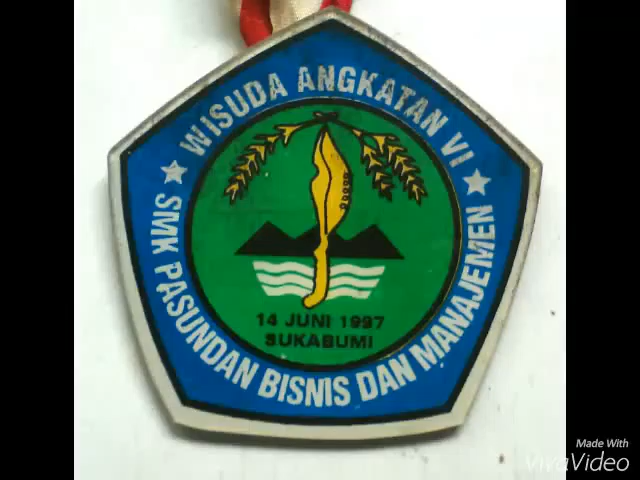 WISUDA ANGKATAN VI
SMK PASUNDAN BISNIS DAN MANAJEMEN
14 JUNI 1997
SUKABUMI
Made With
VivaVideo